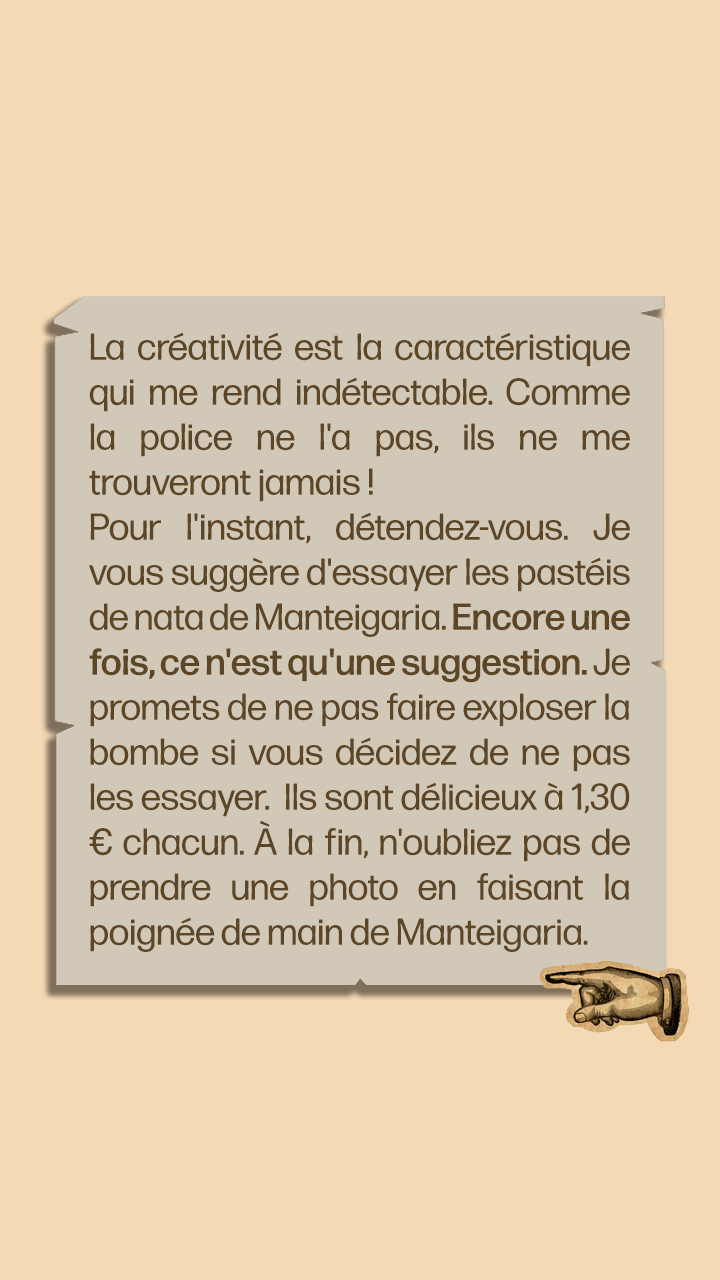 La créativité est la caractéristique
qui me rend indétectable. Comme
la police ne l'a pas, ils ne me
trouveront jamais !
Pour l'instant, détendez-vous. Je
vous suggère d'essayer les pastéis
de nata de Manteigaria. Encore une
fois, ce n'est qu'une suggestion. Je
promets de ne pas faire exploser la
bombe si vous décidez de ne pas
les essayer. Ils sont délicieux à 1,30
€ chacun. À la fin, n'oubliez pas de
prendre une photo en faisant la
poignée de main de Manteigaria.